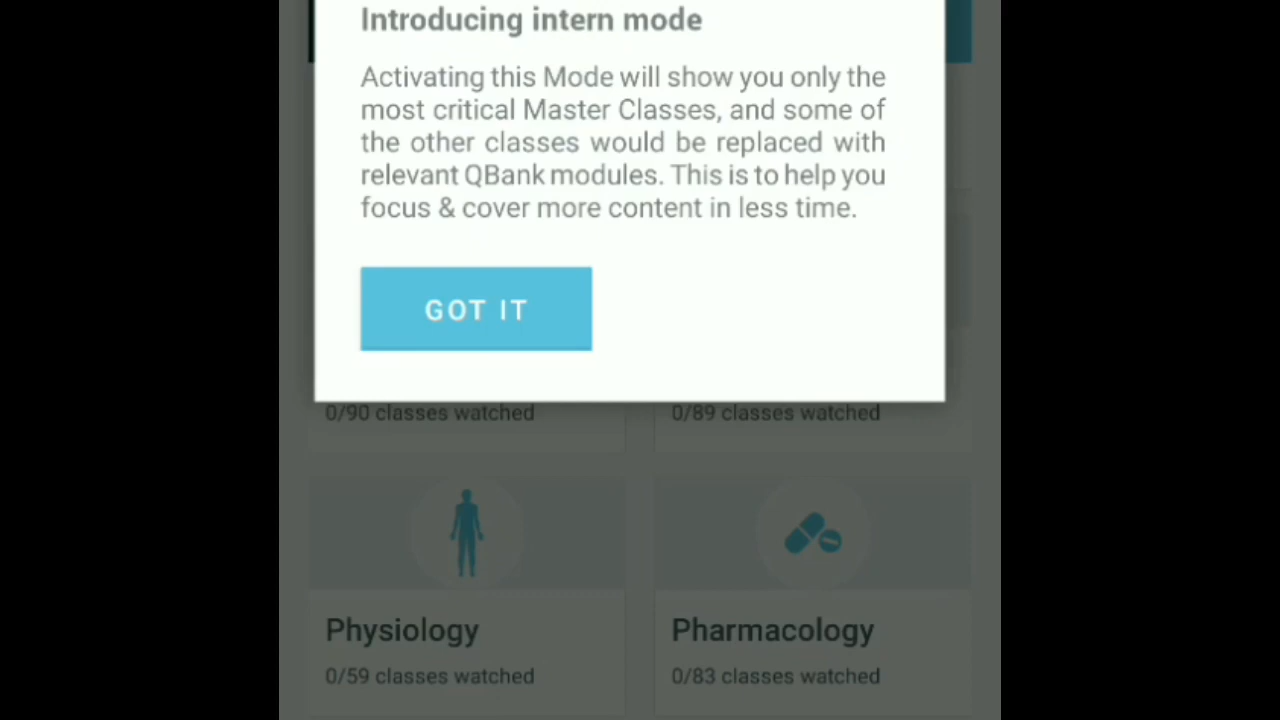 Introducing intern mode
Activating this Mode will show you only the
most critical Master Classes, and some of
the other classes would be replaced with
relevant QBank modules. This is to help you
focus & cover more content in less time.
GOT IT
0/90 classes watched
0/89 classes watched
Physiology
Pharmacology
0/59 classes watched
0/83 classes watched